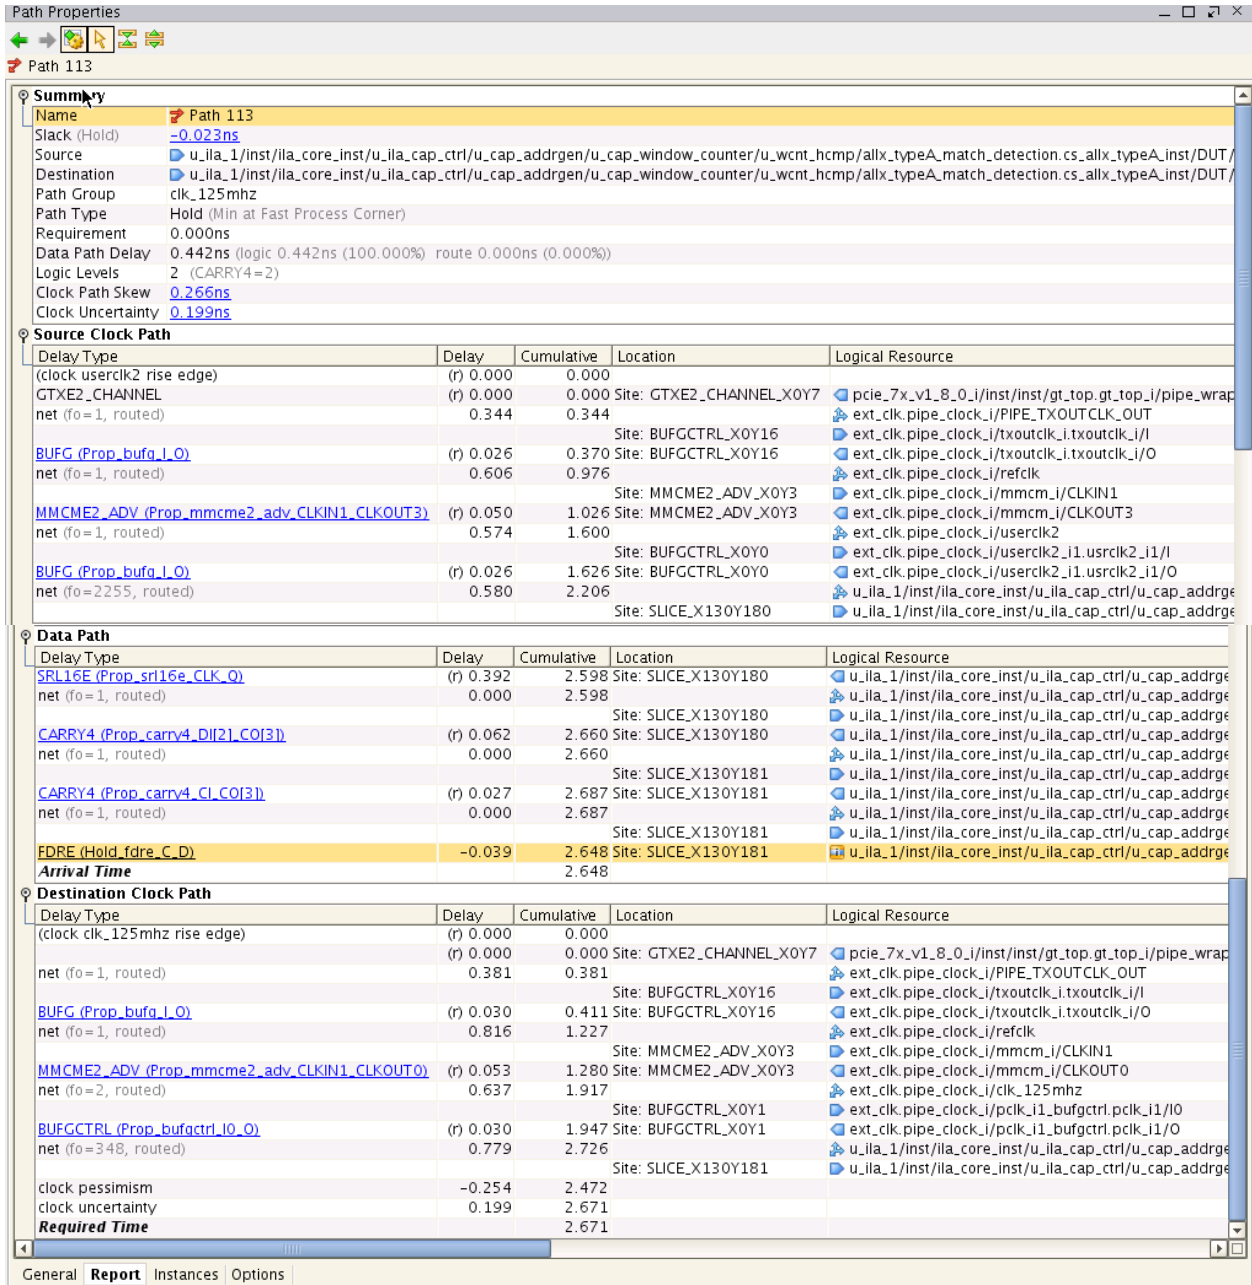 Path Properties
Path 113
Summary
Name Path 113
Slack (Hold) -0.023ns
Source u_ila_1/inst/ila_core_inst/u_ila_cap_ctrl/u_cap_addrgen/u_cap_window_counter/u_wcnt_hcmp/allx_typeA_match_detection.cs_allx_typeA_inst/DUT/
Destination u_ila_1/inst/ila_core_inst/u_ila_cap_ctrl/u_cap_addrgen/u_cap_window_counter/u_wcnt_hcmp/allx_typeA_match_detection.cs_allx_typeA_inst/DUT/
Path Group clk_125mhz
Path Type Hold (Min at Fast Process Corner)
Requirement 0.000ns
Data Path Delay 0.442ns (logic 0.442ns (100.000%) route 0.000ns (0.000%))
Logic Levels 2 (CARRY4=2)
Clock Path Skew 0.266ns
Clock Uncertainty 0.199ns
Source Clock Path
Delay Type Delay Cumulative Location Logical Resource
(clock userclk2 rise edge) (r) 0.000 0.000
GTXE2_CHANNEL (r) 0.000 0.000 Site: GTXE2_CHANNEL_X0Y7 pcie_7x_v1_8_0_i/inst/inst/gt_top.gt_top_i/pipe_wrap
net (fo=1, routed) 0.344 0.344 ext_clk.pipe_clock_i/PIPE_TXOUTCLK_OUT
Site: BUFGCTRL_X0Y16 ext_clk.pipe_clock_i/txoutclk_i.txoutclk_i/I
BUFG (Prop_bufg_I_O) (r) 0.026 0.370 Site: BUFGCTRL_X0Y16 ext_clk.pipe_clock_i/txoutclk_i.txoutclk_i/O
net (fo=1, routed) 0.606 0.976 ext_clk.pipe_clock_i/refclk
Site: MMCME2_ADV_X0Y3 ext_clk.pipe_clock_i/mmcm_i/CLKIN1
MMCME2_ADV (Prop_mmcme2_adv_CLKIN1_CLKOUT3) (r) 0.050 1.026 Site: MMCME2_ADV_X0Y3 ext_clk.pipe_clock_i/mmcm_i/CLKOUT3
net (fo=1, routed) 0.574 1.600 ext_clk.pipe_clock_i/userclk2
Site: BUFGCTRL_X0Y0 ext_clk.pipe_clock_i/userclk2_i1.usrclk2_i1/I
BUFG (Prop_bufg_I_O) (r) 0.026 1.626 Site: BUFGCTRL_X0Y0 ext_clk.pipe_clock_i/userclk2_i1.usrclk2_i1/O
net (fo=2255, routed) 0.580 2.206 u_ila_1/inst/ila_core_inst/u_ila_cap_ctrl/u_cap_addrge
Site: SLICE_X130Y180 u_ila_1/inst/ila_core_inst/u_ila_cap_ctrl/u_cap_addrge
Data Path
Delay Type Delay Cumulative Location Logical Resource
SRL16E (Prop_srl16e_CLK_Q) (r) 0.392 2.598 Site: SLICE_X130Y180 u_ila_1/inst/ila_core_inst/u_ila_cap_ctrl/u_cap_addrge
net (fo=1, routed) 0.000 2.598 u_ila_1/inst/ila_core_inst/u_ila_cap_ctrl/u_cap_addrge
Site: SLICE_X130Y180 u_ila_1/inst/ila_core_inst/u_ila_cap_ctrl/u_cap_addrge
CARRY4 (Prop_carry4_DI[2]_CO[3]) (r) 0.062 2.660 Site: SLICE_X130Y180 u_ila_1/inst/ila_core_inst/u_ila_cap_ctrl/u_cap_addrge
net (fo=1, routed) 0.000 2.660 u_ila_1/inst/ila_core_inst/u_ila_cap_ctrl/u_cap_addrge
Site: SLICE_X130Y181 u_ila_1/inst/ila_core_inst/u_ila_cap_ctrl/u_cap_addrge
CARRY4 (Prop_carry4_CI_CO[3]) (r) 0.027 2.687 Site: SLICE_X130Y181 u_ila_1/inst/ila_core_inst/u_ila_cap_ctrl/u_cap_addrge
net (fo=1, routed) 0.000 2.687 u_ila_1/inst/ila_core_inst/u_ila_cap_ctrl/u_cap_addrge
Site: SLICE_X130Y181 u_ila_1/inst/ila_core_inst/u_ila_cap_ctrl/u_cap_addrge
FDRE (Hold_fdre_C_D) -0.039 2.648 Site: SLICE_X130Y181 u_ila_1/inst/ila_core_inst/u_ila_cap_ctrl/u_cap_addrge
Arrival Time 2.648
Destination Clock Path
Delay Type Delay Cumulative Location Logical Resource
(clock clk_125mhz rise edge) (r) 0.000 0.000
(r) 0.000 0.000 Site: GTXE2_CHANNEL_X0Y7 pcie_7x_v1_8_0_i/inst/inst/gt_top.gt_top_i/pipe_wrap
net (fo=1, routed) 0.381 0.381 ext_clk.pipe_clock_i/PIPE_TXOUTCLK_OUT
Site: BUFGCTRL_X0Y16 ext_clk.pipe_clock_i/txoutclk_i.txoutclk_i/I
BUFG (Prop_bufg_I_O) (r) 0.030 0.411 Site: BUFGCTRL_X0Y16 ext_clk.pipe_clock_i/txoutclk_i.txoutclk_i/O
net (fo=1, routed) 0.816 1.227 ext_clk.pipe_clock_i/refclk
Site: MMCME2_ADV_X0Y3 ext_clk.pipe_clock_i/mmcm_i/CLKIN1
MMCME2_ADV (Prop_mmcme2_adv_CLKIN1_CLKOUT0) (r) 0.053 1.280 Site: MMCME2_ADV_X0Y3 ext_clk.pipe_clock_i/mmcm_i/CLKOUT0
net (fo=2, routed) 0.637 1.917 ext_clk.pipe_clock_i/clk_125mhz
Site: BUFGCTRL_X0Y1 ext_clk.pipe_clock_i/pclk_i1_bufgctrl.pclk_i1/I0
BUFGCTRL (Prop_bufgctrl_I0_O) (r) 0.030 1.947 Site: BUFGCTRL_X0Y1 ext_clk.pipe_clock_i/pclk_i1_bufgctrl.pclk_i1/O
net (fo=348, routed) 0.779 2.726 u_ila_1/inst/ila_core_inst/u_ila_cap_ctrl/u_cap_addrge
Site: SLICE_X130Y181 u_ila_1/inst/ila_core_inst/u_ila_cap_ctrl/u_cap_addrge
clock pessimism -0.254 2.472
clock uncertainty 0.199 2.671
Required Time 2.671
General Report Instances Options